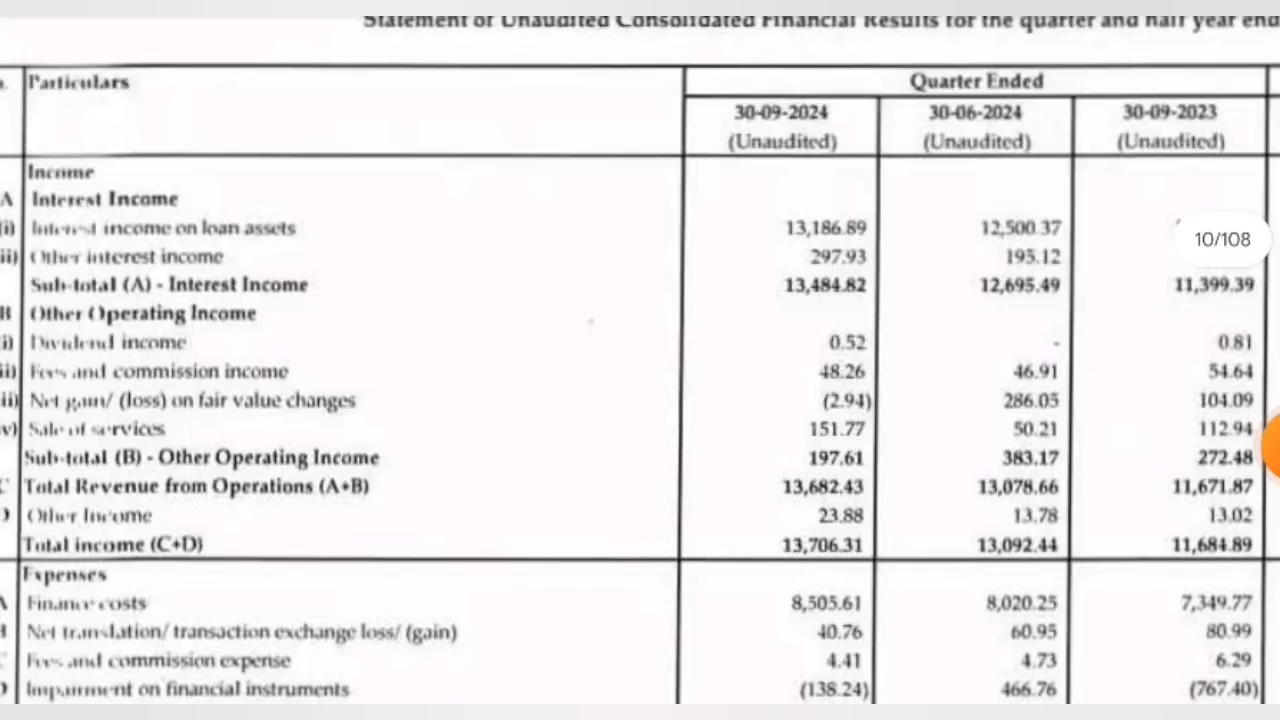 Statement of Unaudited Consolidated Financial Results for the quarter and half year end
Particulars Quarter Ended
30-09-2024 30-06-2024 30-09-2023
(Unaudited) (Unaudited) (Unaudited)
Income
A Interest Income
(i) Interest income on loan assets 13,186.89 12,500.37
ii) Other interest income 297.93 195.12
10/108
Sub-total (A) - Interest Income 13,484.82 12,695.49 11,399.39
B Other Operating Income
i) Dividend income 0.52 - 0.81
ii) Fees and commission income 48.26 46.91 54.64
ii) Net gain/ (loss) on fair value changes (2.94) 286.05 104.09
v) Sale of services 151.77 50.21 112.94
Sub-total (B) - Other Operating Income 197.61 383.17 272.48
C Total Revenue from Operations (A+B) 13,682.43 13,078.66 11,671.87
D Other Income 23.88 13.78 13.02
Total income (C+D) 13,706.31 13,092.44 11,684.89
Expenses
A Finance costs 8,505.61 8,020.25 7,349.77
B Net translation/ transaction exchange loss/ (gain) 40.76 60.95 80.99
C Fees and commission expense 4.41 4.73 6.29
D Impairment on financial instruments (138.24) 466.76 (767.40)